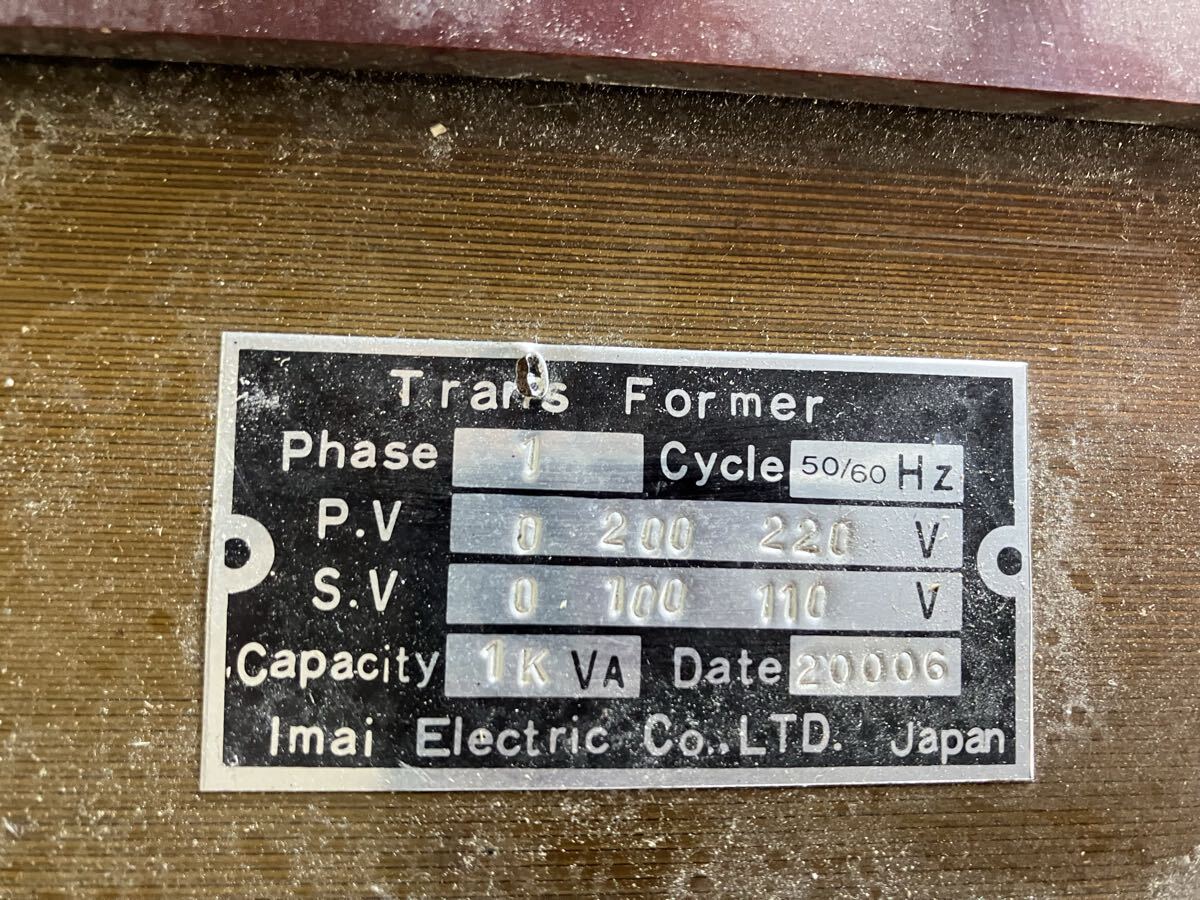 Trans Former
Phase 1 Cycle 50/60 Hz
P.V 0 200 220 V
S.V 0 100 110 V
Capacity 1K VA Date 20006
Imai Electric Co.,LTD. Japan